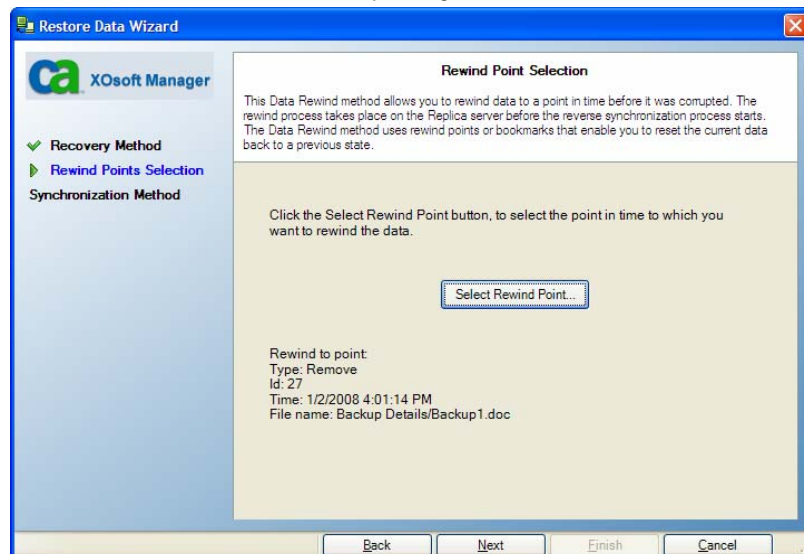 Restore Data Wizard
ca
XOsoft Manager
Recovery Method
Rewind Points Selection
Synchronization Method
Rewind Point Selection
This Data Rewind method allows you to rewind data to a point in time before it was corrupted. The
rewind process takes place on the Replica server before the reverse synchronization process starts.
The Data Rewind method uses rewind points or bookmarks that enable you to reset the current data
back to a previous state.
Click the Select Rewind Point button, to select the point in time to which you
want to rewind the data.
Select Rewind Point...
Rewind to point:
Type: Remove
Id: 27
Time: 1/2/2008 4:01:14 PM
File name: Backup Details/Backup1.doc
Back
Next
Finish
Cancel